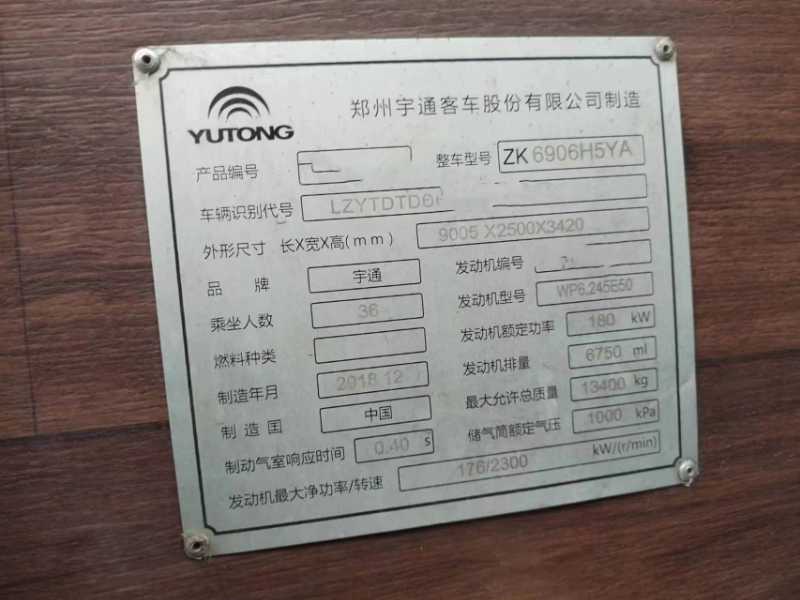 YUTONG
郑州宇通客车股份有限公司制造
产品编号 整车型号 ZK 6906H5YA
车辆识别代号 LZYTDTD6
外形尺寸 长X宽X高(mm) 9005 X2500X3420
品牌 宇通 发动机编号
乘坐人数 36 发动机型号 WP6.245E50
燃料种类 发动机额定功率 180 kW
制造年月 2018 12 发动机排量 6750 ml
制造国 中国 最大允许总质量 13400 kg
制动气室响应时间 0.40 s 储气筒额定气压 1000 kPa
发动机最大净功率/转速 176/2300 kW/(r/min)